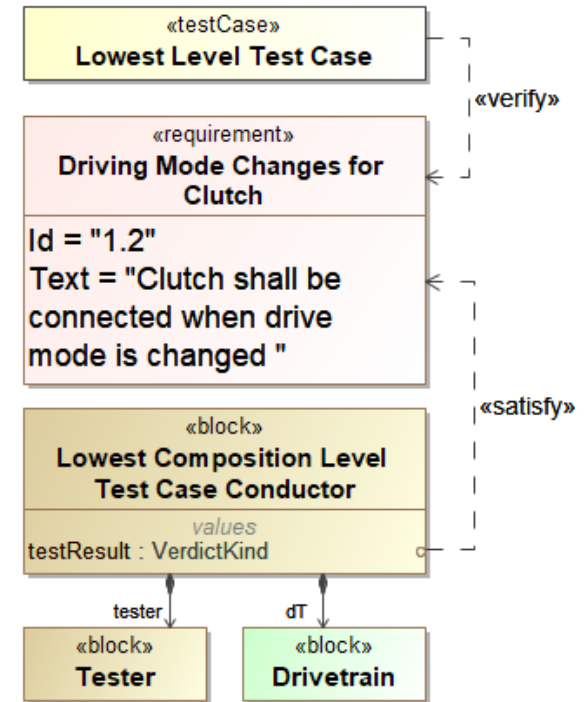 «testCase»
Lowest Level Test Case
«verify»
«requirement»
Driving Mode Changes for
Clutch
Id = "1.2"
Text = "Clutch shall be
connected when drive
mode is changed "
«satisfy»
«block»
Lowest Composition Level
Test Case Conductor
values
testResult : VerdictKind
c
tester
dT
«block»
Tester
«block»
Drivetrain